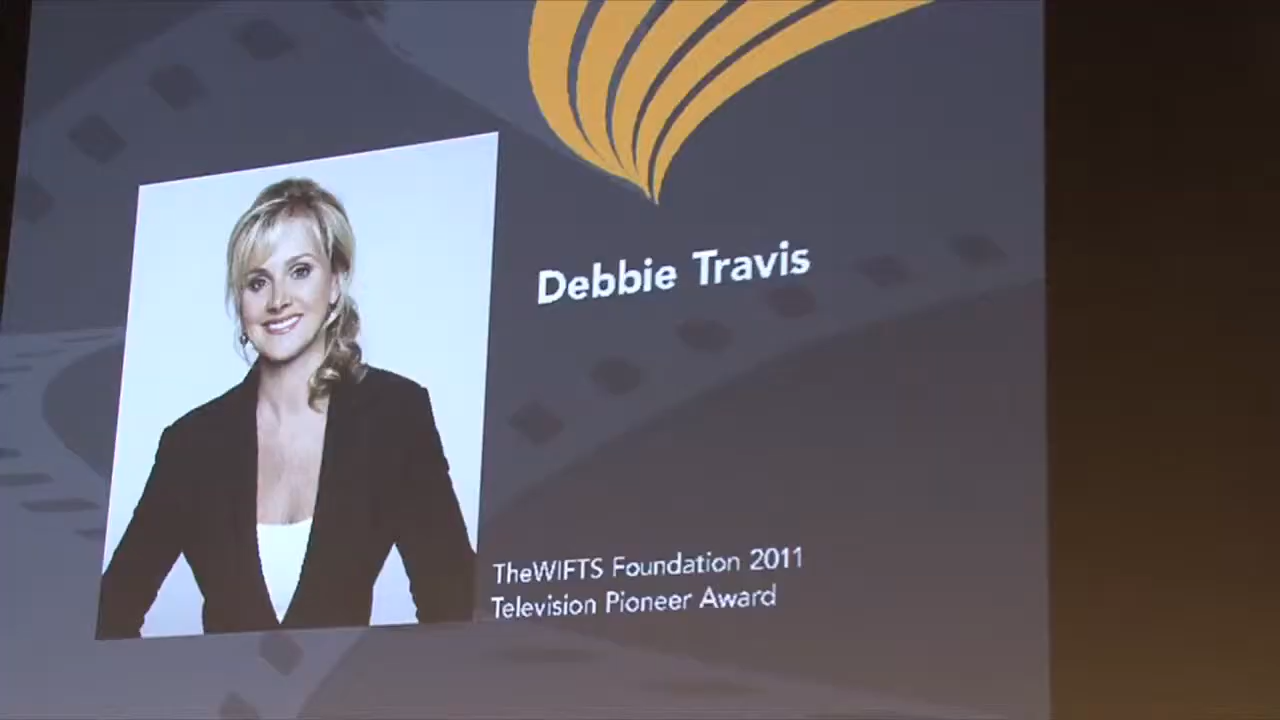 Debbie Travis
TheWIFTS Foundation 2011
Television Pioneer Award